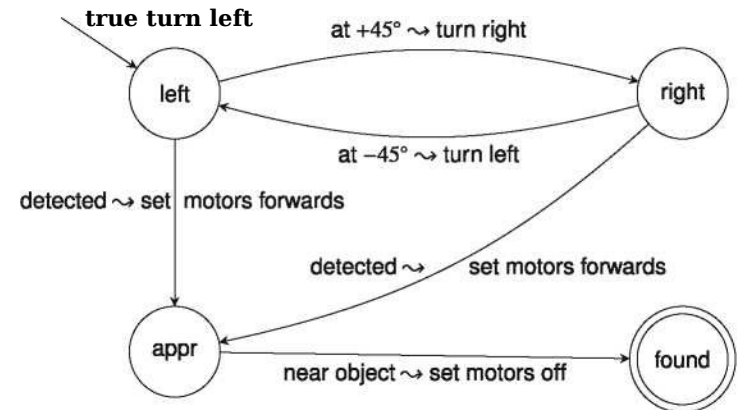 true turn left
at +45° ⤳ turn right
left
right
at −45° ⤳ turn left
detected ⤳ set motors forwards
detected ⤳ set motors forwards
appr
found
near object ⤳ set motors off